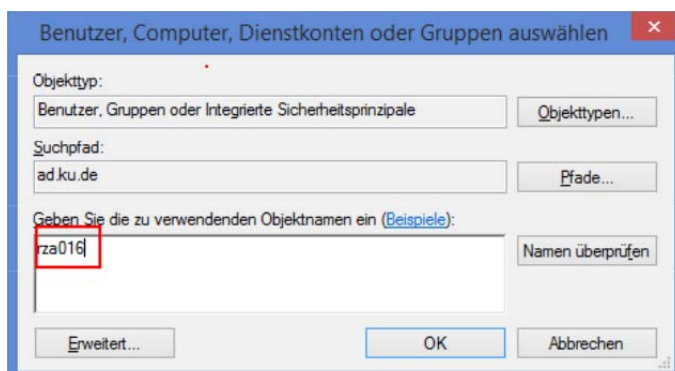 Benutzer, Computer, Dienstkonten oder Gruppen auswählen
Objekttyp:
Benutzer, Gruppen oder Integrierte Sicherheitsprinzipale
Objekttypen...
Suchpfad:
ad.ku.de
Pfade...
Geben Sie die zu verwendenden Objektnamen ein (Beispiele):
rza016
Namen überprüfen
Erweitert...
OK
Abbrechen